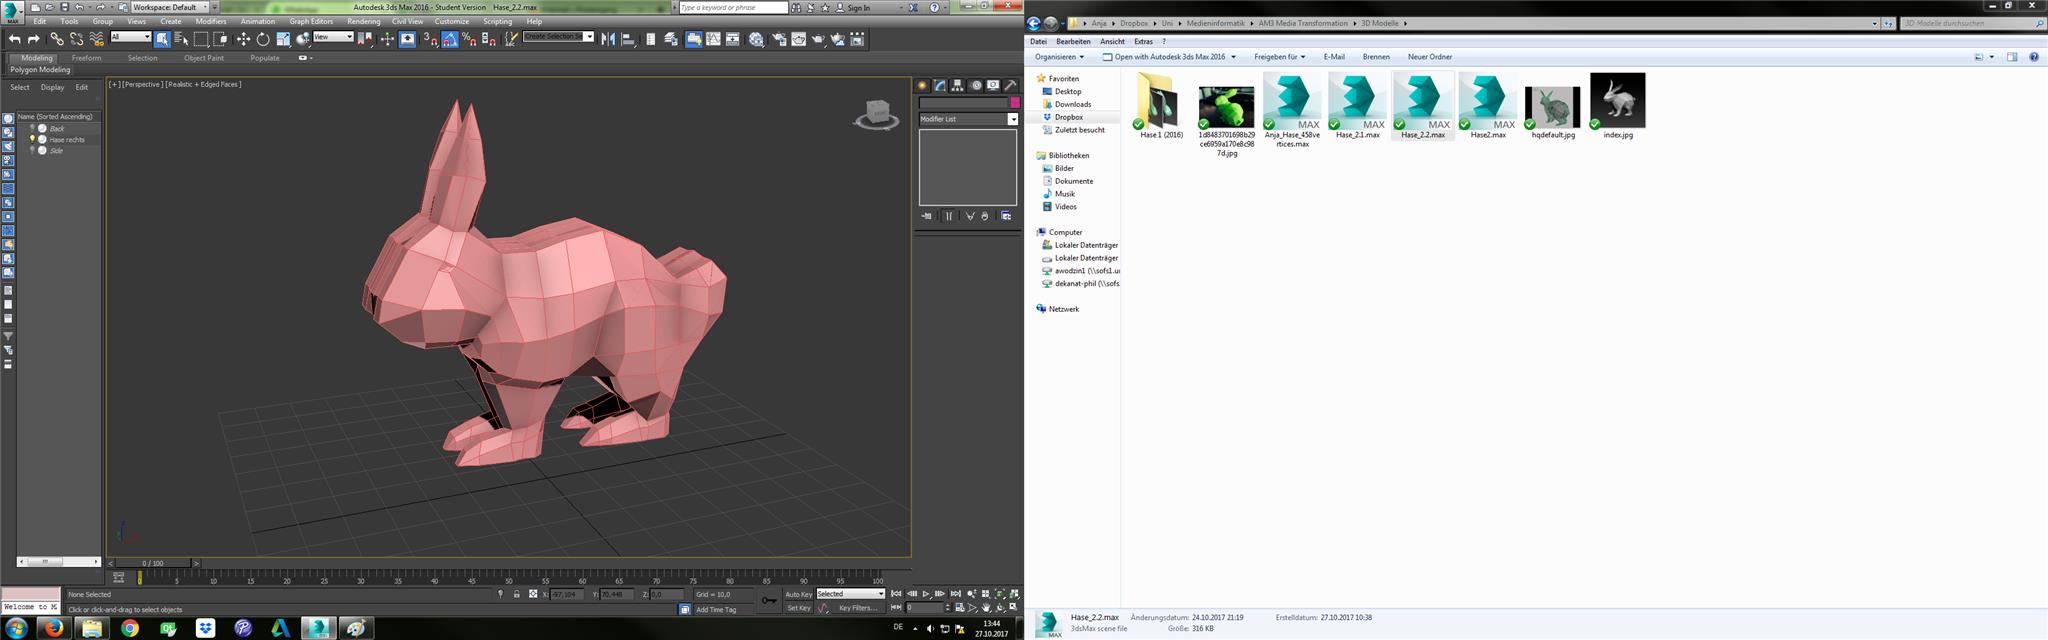 Workspace: Default
Autodesk 3ds Max 2016 - Student Version Hase_2.2.max
Type a keyword or phrase
Sign In
MAX
Edit Tools Group Views Create Modifiers Animation Graph Editors Rendering Civil View Customize Scripting Help
All
View
Create Selection Se
Modeling Freeform Selection Object Paint Populate
Polygon Modeling
Select Display Edit
Name (Sorted Ascending)
Back
Hase rechts
Side
[+] [Perspective] [Realistic + Edged Faces]
Modifier List
0 / 100
0 5 10 15 20 25 30 35 40 45 50 55 60 65 70 75 80 85 90 95 100
None Selected
X: -97,104 Y: 70,448 Z: 0,0
Grid = 10,0
Auto Key
Selected
Welcome to M
Click or click-and-drag to select objects
Add Time Tag
Set Key
Key Filters...
0
DE
13:44
27.10.2017
Anja Dropbox Uni Medieninformatik AM3 Media Transformation 3D Modelle
3D Modelle durchsuchen
Datei Bearbeiten Ansicht Extras ?
Organisieren Open with Autodesk 3ds Max 2016 Freigeben für E-Mail Brennen Neuer Ordner
Favoriten
Desktop
Downloads
Dropbox
Zuletzt besucht
Bibliotheken
Bilder
Dokumente
Musik
Videos
Computer
Lokaler Datenträger
Lokaler Datenträger
awodzin1 (\\sofs1.ur
dekanat-phil (\\sofs
Netzwerk
Hase 1 (2016)
1d8483701698b29
ce6959a170e8c98
7d.jpg
MAX
Anja_Hase_458ve
rtices.max
MAX
Hase_2.1.max
MAX
Hase_2.2.max
MAX
Hase2.max
hqdefault.jpg
index.jpg
MAX
Hase_2.2.max Änderungsdatum: 24.10.2017 21:19 Erstelldatum: 27.10.2017 10:38
3dsMax scene file Größe: 316 KB